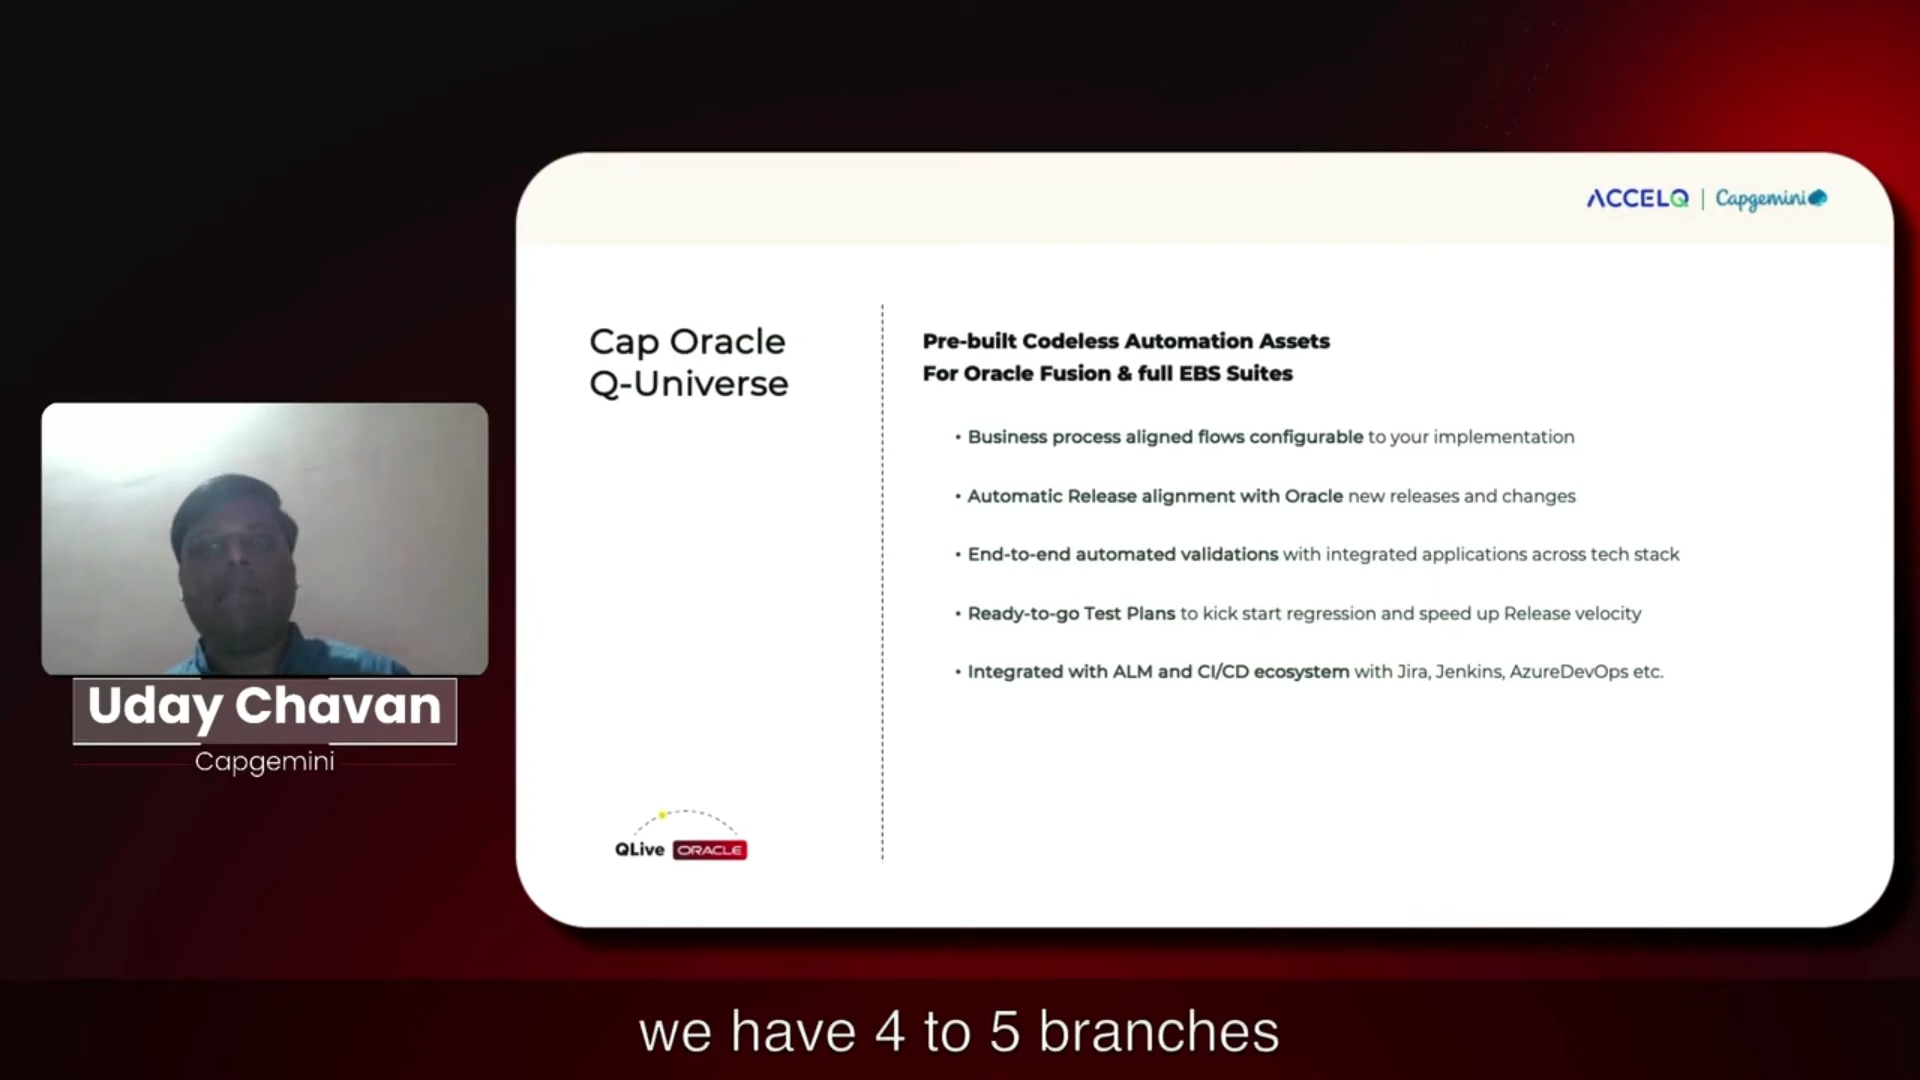 ACCELQ | Capgemini
Cap Oracle
Q-Universe
Pre-built Codeless Automation Assets
For Oracle Fusion & full EBS Suites
• Business process aligned flows configurable to your implementation
• Automatic Release alignment with Oracle new releases and changes
• End-to-end automated validations with integrated applications across tech stack
• Ready-to-go Test Plans to kick start regression and speed up Release velocity
• Integrated with ALM and CI/CD ecosystem with Jira, Jenkins, AzureDevOps etc.
Uday Chavan
Capgemini
QLive ORACLE
we have 4 to 5 branches